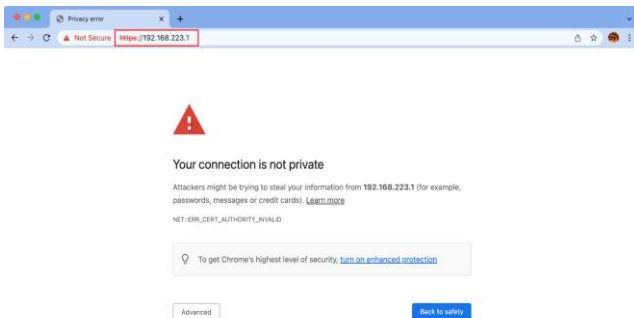 Privacy error
Not Secure https://192.168.223.1
Your connection is not private
Attackers might be trying to steal your information from 192.168.223.1 (for example,
passwords, messages or credit cards). Learn more
NET::ERR_CERT_AUTHORITY_INVALID
To get Chrome's highest level of security, turn on enhanced protection
Advanced Back to safety